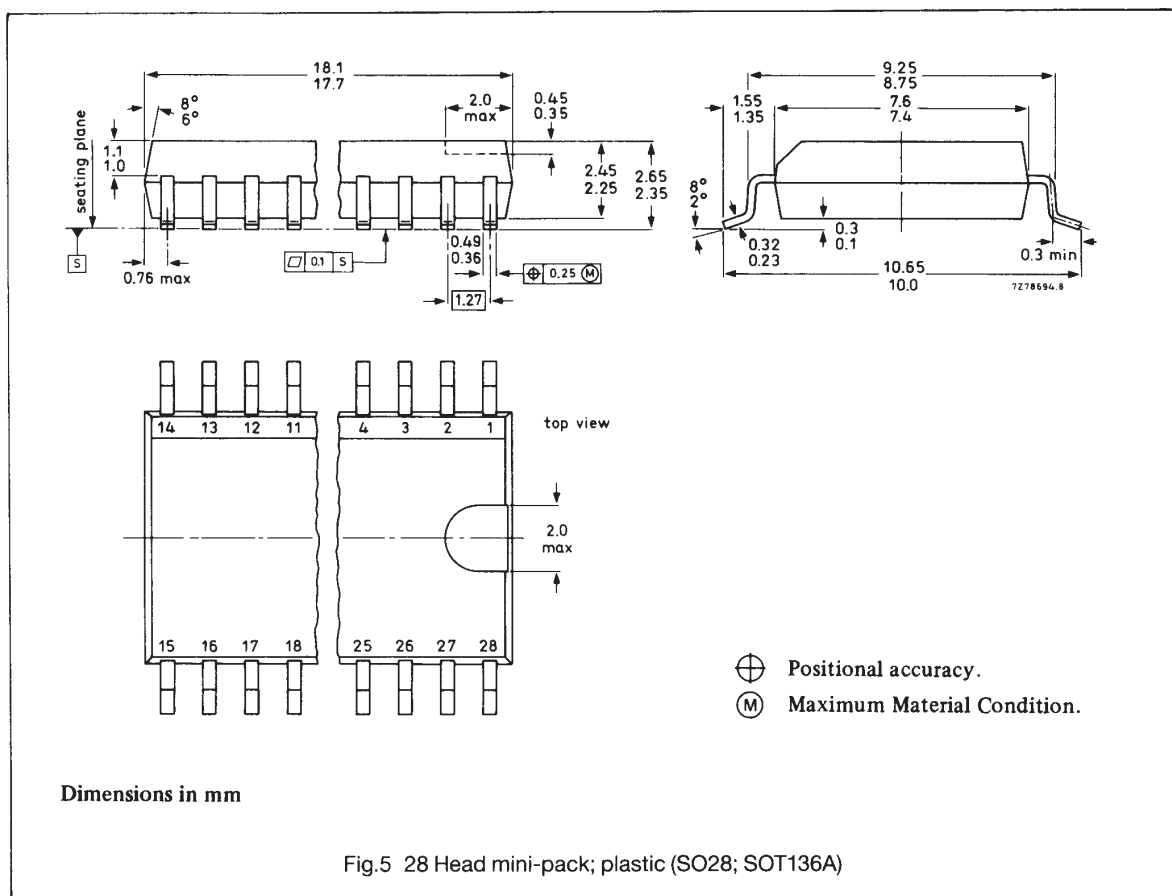 18.1
17.7
8°
6°
2.0
max
0.45
0.35
seating plane
1.1
1.0
2.45
2.25
2.65
2.35
S
0.76 max
0.1 S
0.49
0.36
0.25 M
1.27
9.25
8.75
1.55
1.35
7.6
7.4
8°
2°
0.32
0.23
0.3
0.1
0.3 min
10.65
10.0
7Z78694.8
14 13 12 11 4 3 2 1
top view
2.0
max
15 16 17 18 25 26 27 28
Positional accuracy.
M Maximum Material Condition.
Dimensions in mm
Fig.5 28 Head mini-pack; plastic (SO28; SOT136A)